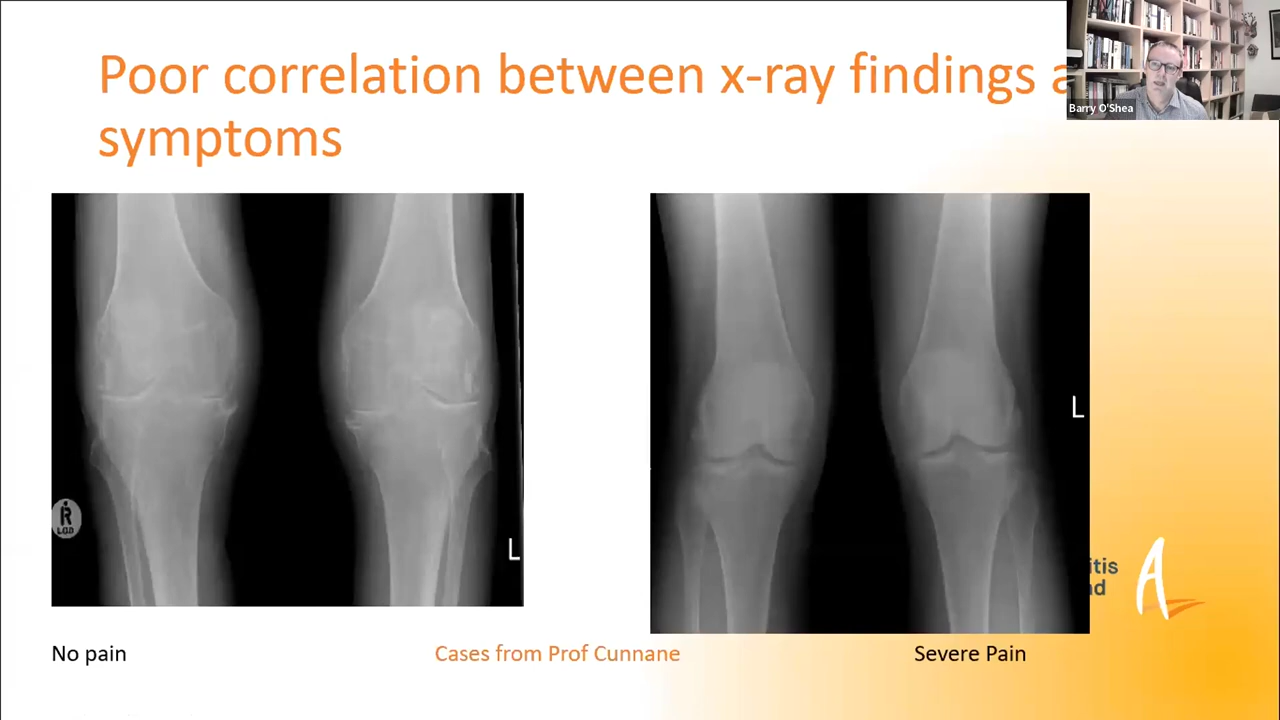 Poor correlation between x-ray findings
symptoms
Barry O'Shea
L
R
L
No pain
Cases from Prof Cunnane
Severe Pain